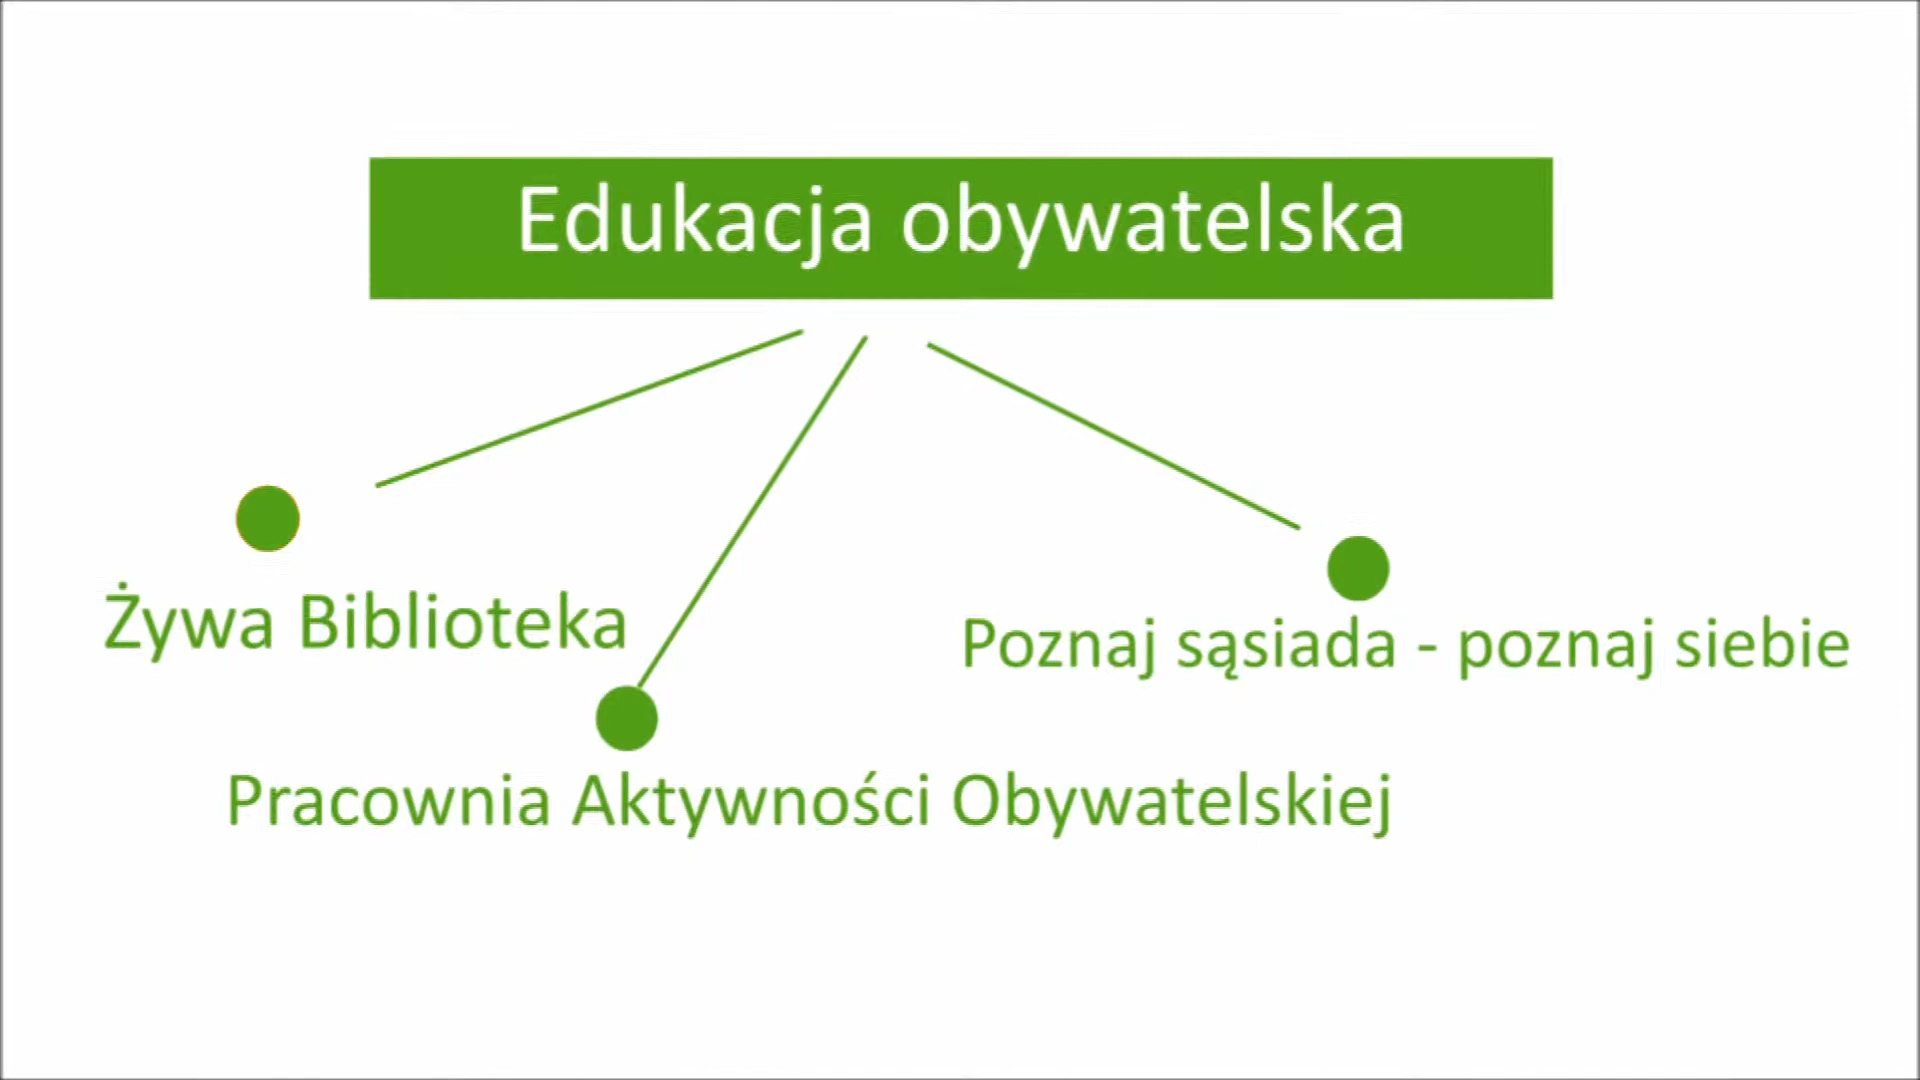 Edukacja obywatelska
Żywa Biblioteka
Poznaj sąsiada - poznaj siebie
Pracownia Aktywności Obywatelskiej